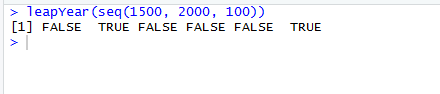 > leapYear(seq(1500, 2000, 100))
[1] FALSE  TRUE FALSE FALSE FALSE  TRUE
>